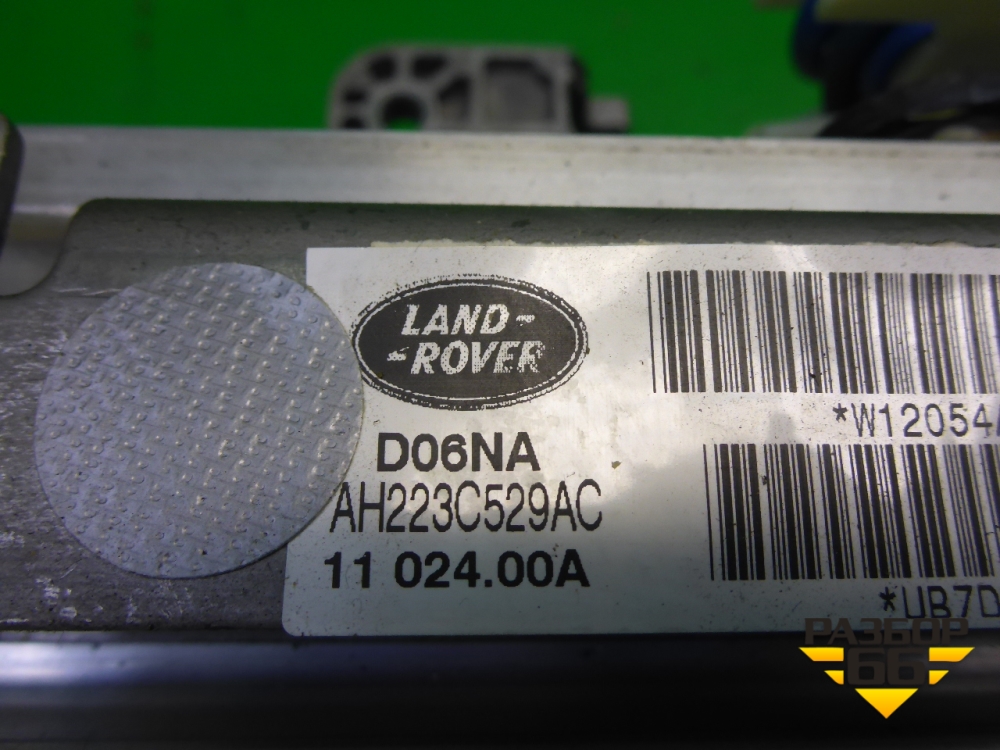 LAND-
-ROVER
D06NA
AH223C529AC
11 024.00A
*W12054
*UB7D
РАЗБОР
66